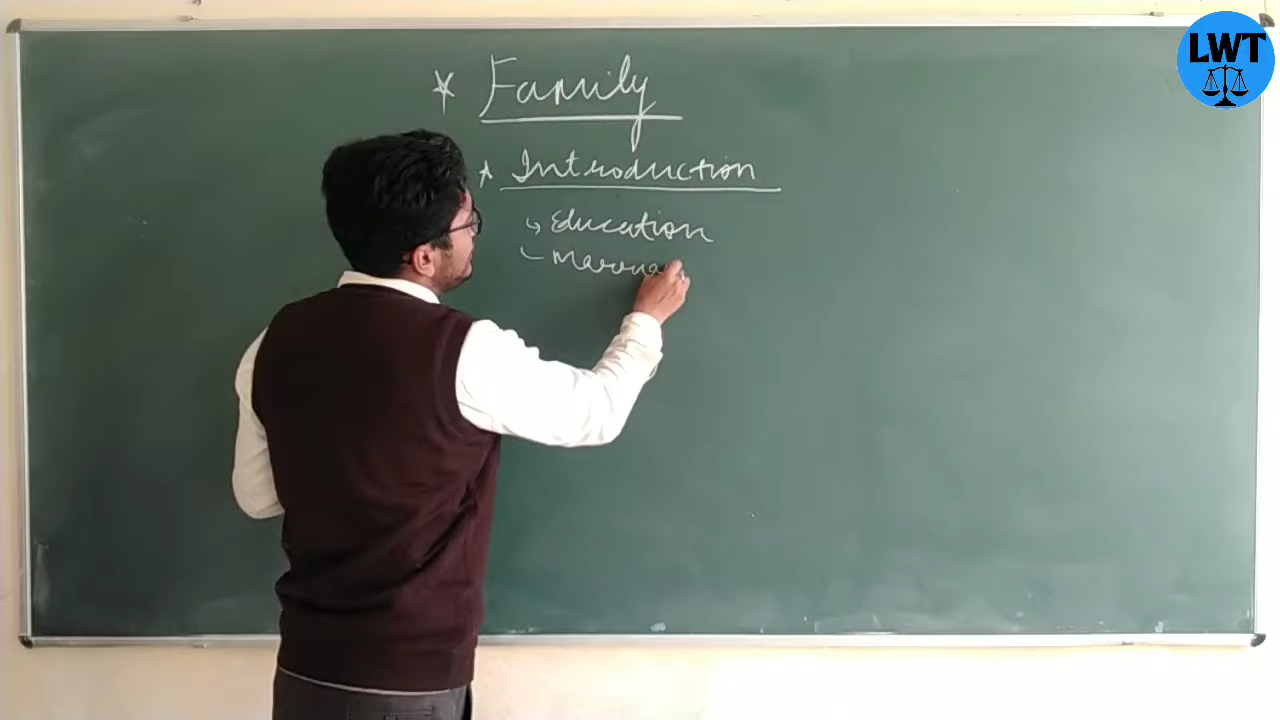 LWT
* Family
* Introduction
↳ Education